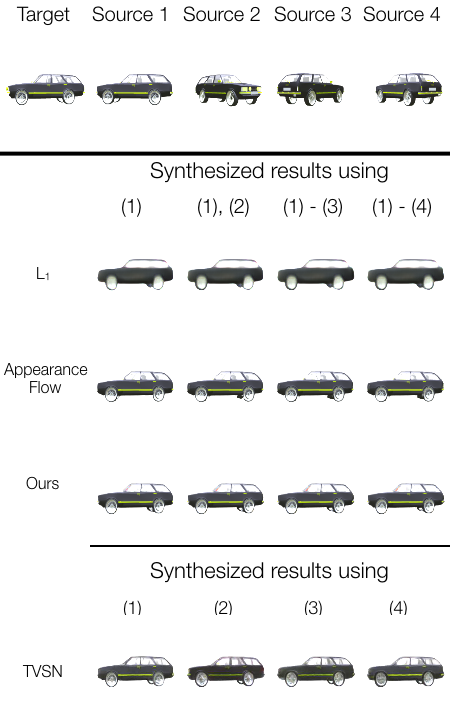 Target Source 1 Source 2 Source 3 Source 4
Synthesized results using
(1) (1), (2) (1) - (3) (1) - (4)
L₁
Appearance
Flow
Ours
Synthesized results using
(1) (2) (3) (4)
TVSN